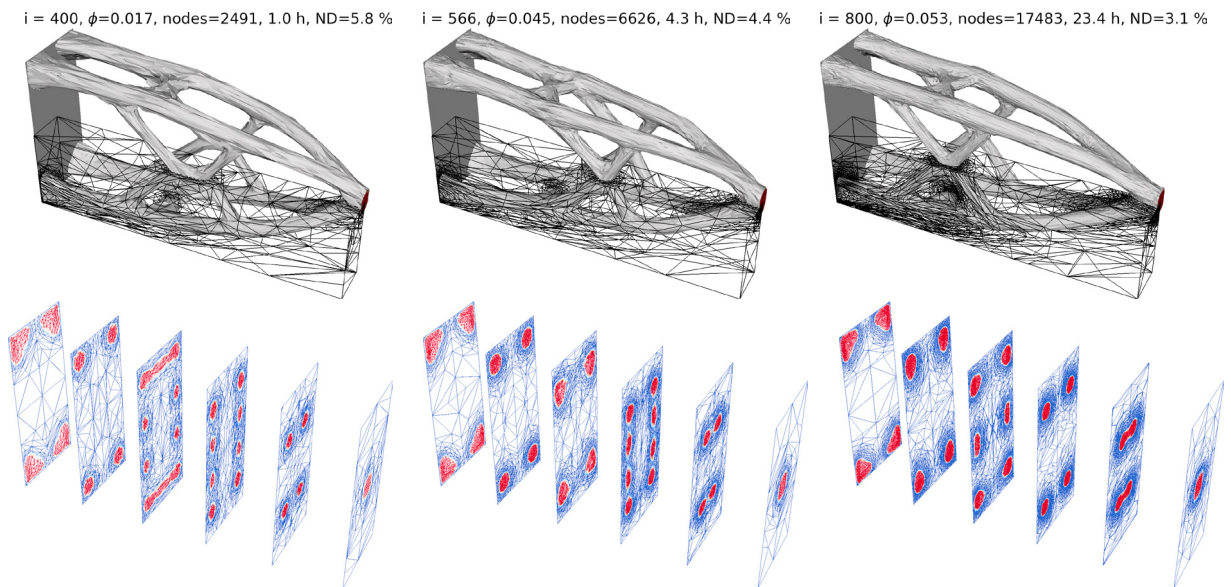 i = 400, ϕ=0.017, nodes=2491, 1.0 h, ND=5.8 %
i = 566, ϕ=0.045, nodes=6626, 4.3 h, ND=4.4 %
i = 800, ϕ=0.053, nodes=17483, 23.4 h, ND=3.1 %